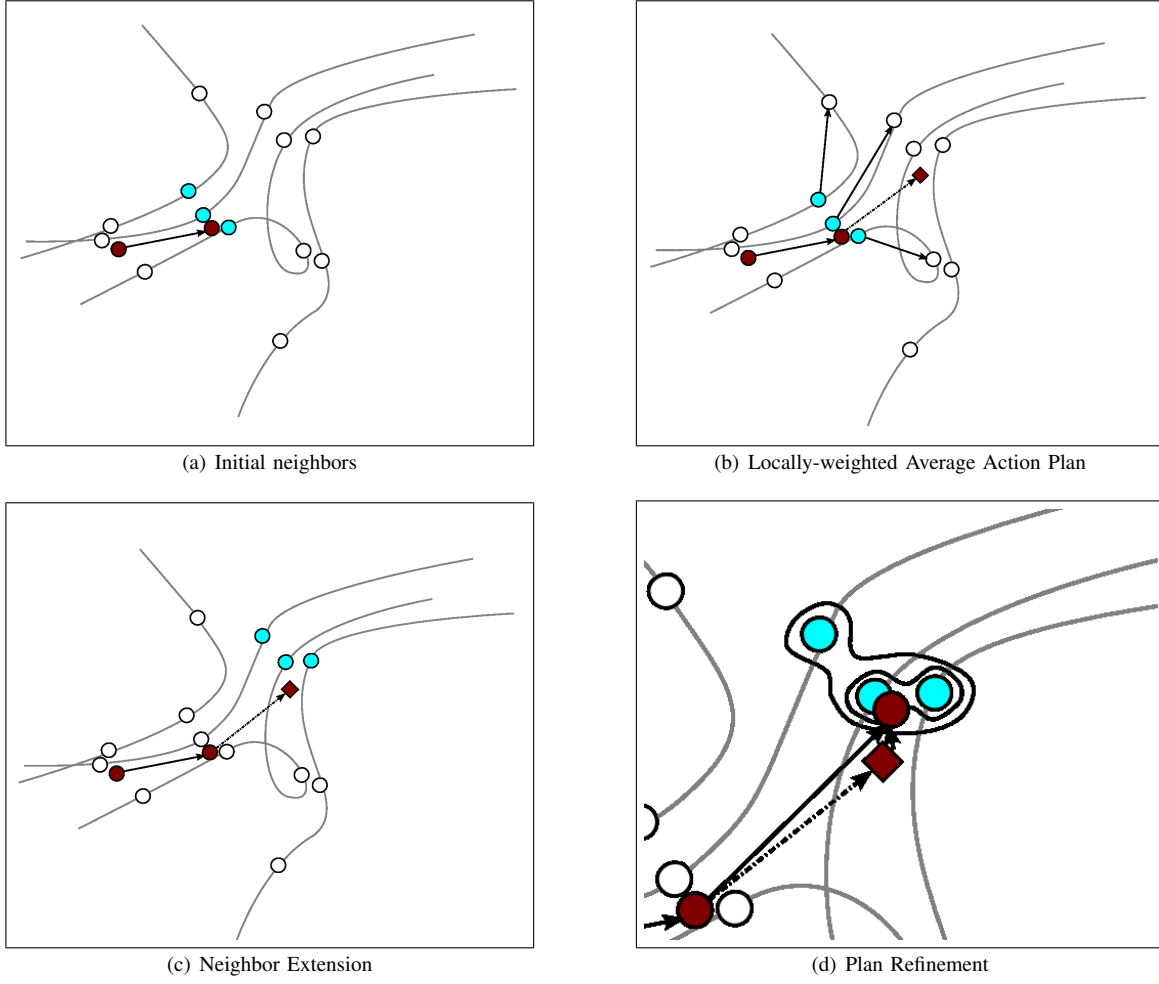 (a) Initial neighbors
(b) Locally-weighted Average Action Plan
(c) Neighbor Extension
(d) Plan Refinement